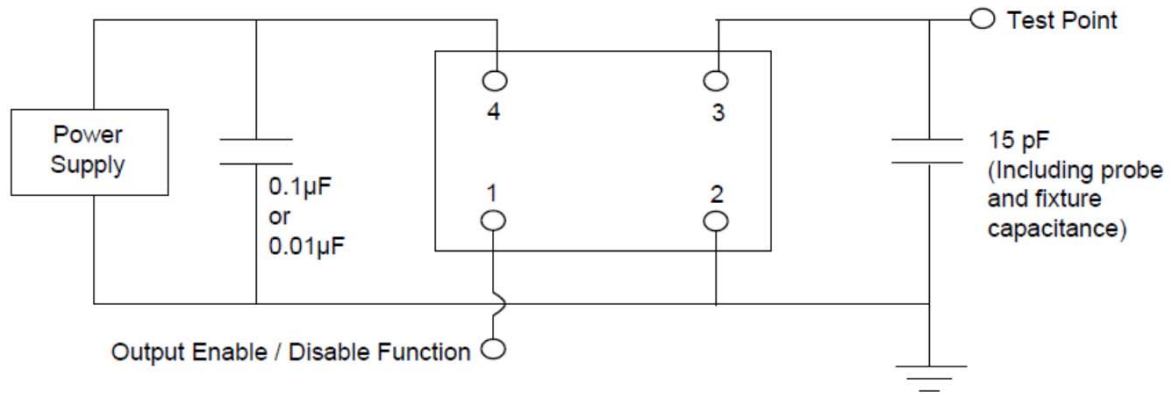 Test Point
4
3
Power
Supply
0.1µF
or
0.01µF
1
2
15 pF
(Including probe
and fixture
capacitance)
Output Enable / Disable Function